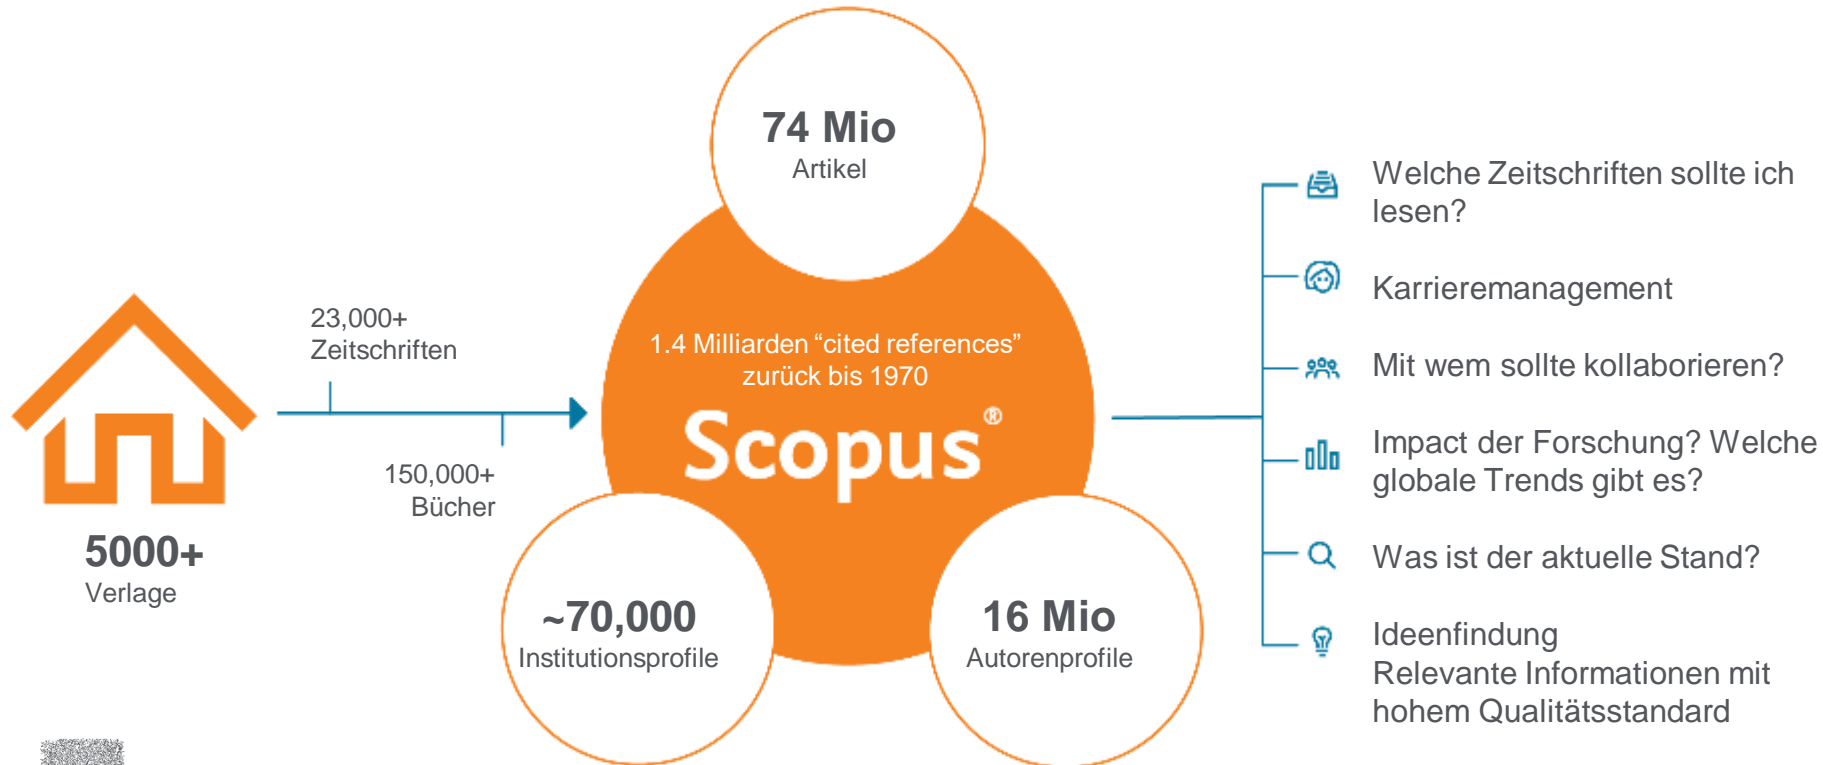 5000+
Verlage
23,000+
Zeitschriften
150,000+
Bücher
74 Mio
Artikel
1.4 Milliarden “cited references”
zurück bis 1970
Scopus®
~70,000
Institutionsprofile
16 Mio
Autorenprofile
Welche Zeitschriften sollte ich
lesen?
Karrieremanagement
Mit wem sollte kollaborieren?
Impact der Forschung? Welche
globale Trends gibt es?
Was ist der aktuelle Stand?
Ideenfindung
Relevante Informationen mit
hohem Qualitätsstandard